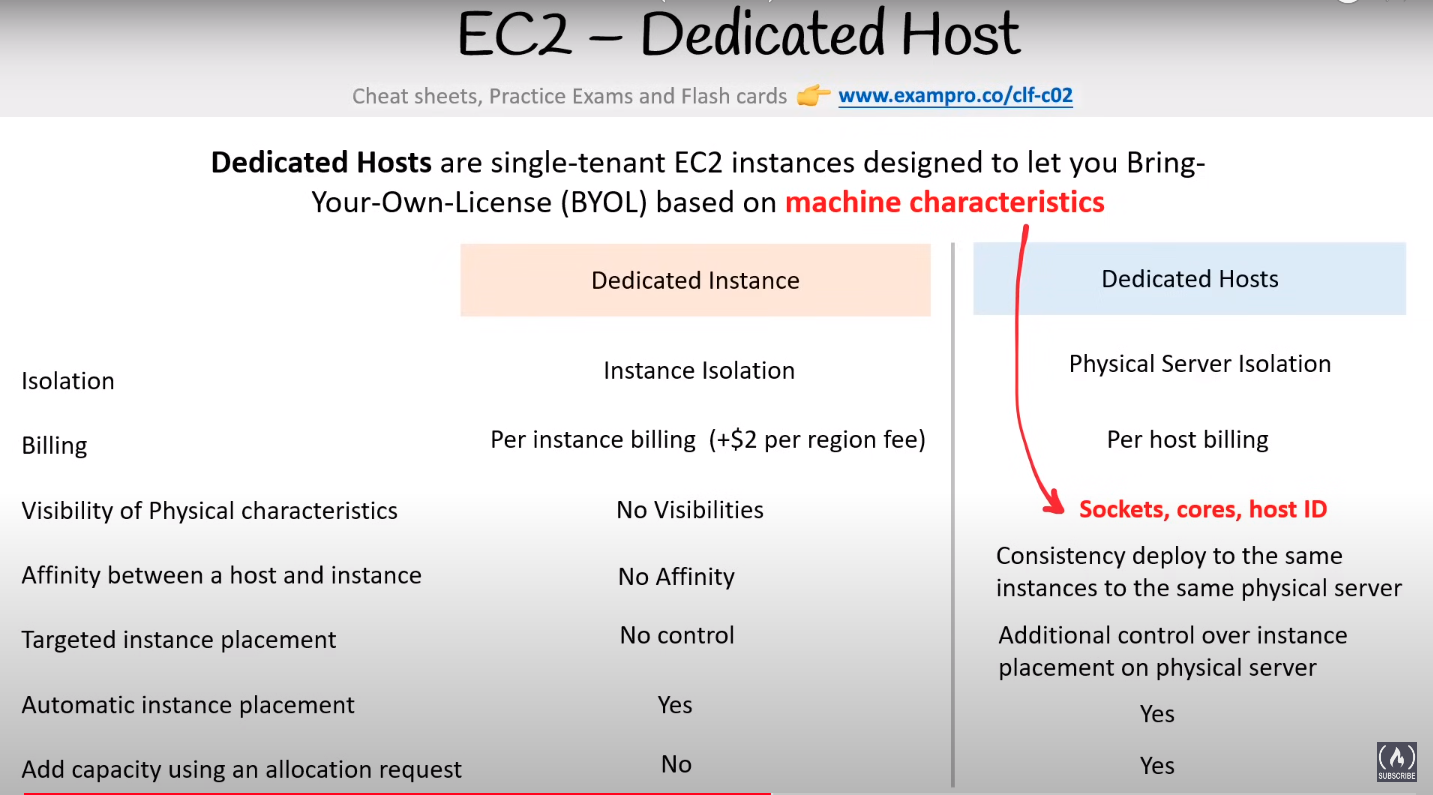 EC2 – Dedicated Host
Cheat sheets, Practice Exams and Flash cards 👉 www.exampro.co/clf-c02
Dedicated Hosts are single-tenant EC2 instances designed to let you Bring-
Your-Own-License (BYOL) based on machine characteristics
Dedicated Instance
Dedicated Hosts
Isolation
Instance Isolation
Physical Server Isolation
Billing
Per instance billing (+$2 per region fee)
Per host billing
Visibility of Physical characteristics
No Visibilities
Sockets, cores, host ID
Affinity between a host and instance
No Affinity
Consistency deploy to the same
instances to the same physical server
Targeted instance placement
No control
Additional control over instance
placement on physical server
Automatic instance placement
Yes
Yes
Add capacity using an allocation request
No
Yes
SUBSCRIBE